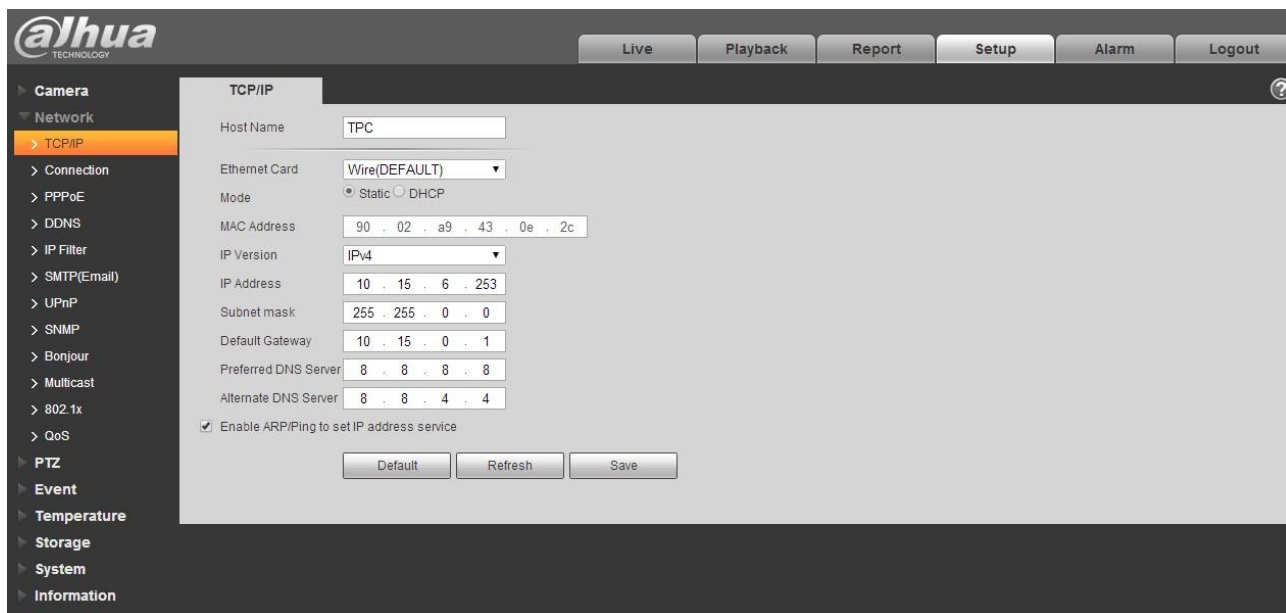 alhua
TECHNOLOGY
Live Playback Report Setup Alarm Logout
Camera
Network
> TCP/IP
> Connection
> PPPoE
> DDNS
> IP Filter
> SMTP(Email)
> UPnP
> SNMP
> Bonjour
> Multicast
> 802.1x
> QoS
PTZ
Event
Temperature
Storage
System
Information
TCP/IP
?
Host Name TPC
Ethernet Card Wire(DEFAULT)
Mode Static DHCP
MAC Address 90 . 02 . a9 . 43 . 0e . 2c
IP Version IPv4
IP Address 10 . 15 . 6 . 253
Subnet mask 255 . 255 . 0 . 0
Default Gateway 10 . 15 . 0 . 1
Preferred DNS Server 8 . 8 . 8 . 8
Alternate DNS Server 8 . 8 . 4 . 4
Enable ARP/Ping to set IP address service
Default Refresh Save